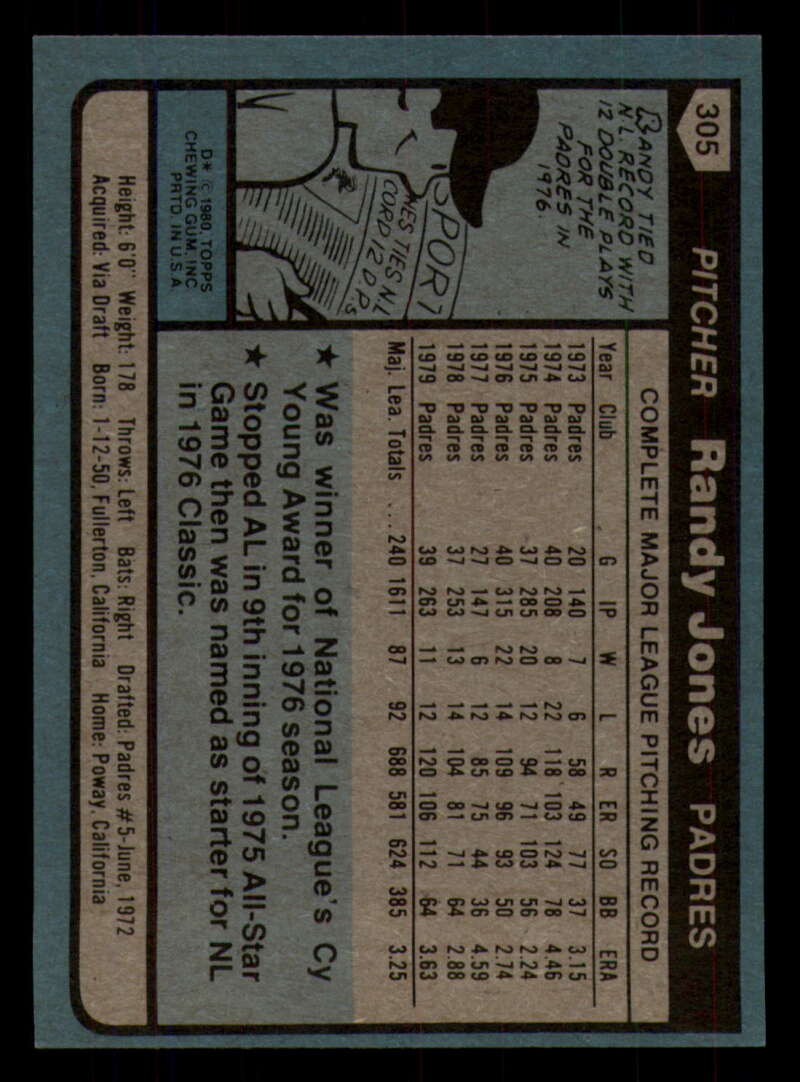 305 PITCHER Randy Jones PADRES
COMPLETE MAJOR LEAGUE PITCHING RECORD
Year Club G IP W L R ER SO BB ERA
1973 Padres 20 140 7 6 58 49 77 37 3.15
1974 Padres 40 208 8 22 118 103 124 78 4.46
1975 Padres 37 285 20 12 94 71 103 56 2.24
1976 Padres 40 315 22 14 109 96 93 50 2.74
1977 Padres 27 147 6 12 85 75 44 36 4.59
1978 Padres 37 253 13 14 104 81 71 64 2.88
1979 Padres 39 263 11 12 120 106 112 64 3.63
Maj. Lea. Totals ... 240 1611 87 92 688 581 624 385 3.25
RANDY TIED
N.L. RECORD WITH
12 DOUBLE PLAYS
FOR THE
PADRES IN
1976.
SPORT
NES TIES N.L.
CORD 12 D.P.'s
D* © 1980, TOPPS
CHEWING GUM, INC
PRTD. IN U.S.A
★ Was winner of National League's Cy
Young Award for 1976 season.
★ Stopped AL in 9th inning of 1975 All-Star
Game then was named as starter for NL
in 1976 Classic.
Height: 6'0" Weight: 178 Throws: Left Bats: Right Drafted: Padres #5-June, 1972
Acquired: Via Draft Born: 1-12-50, Fullerton, California Home: Poway, California